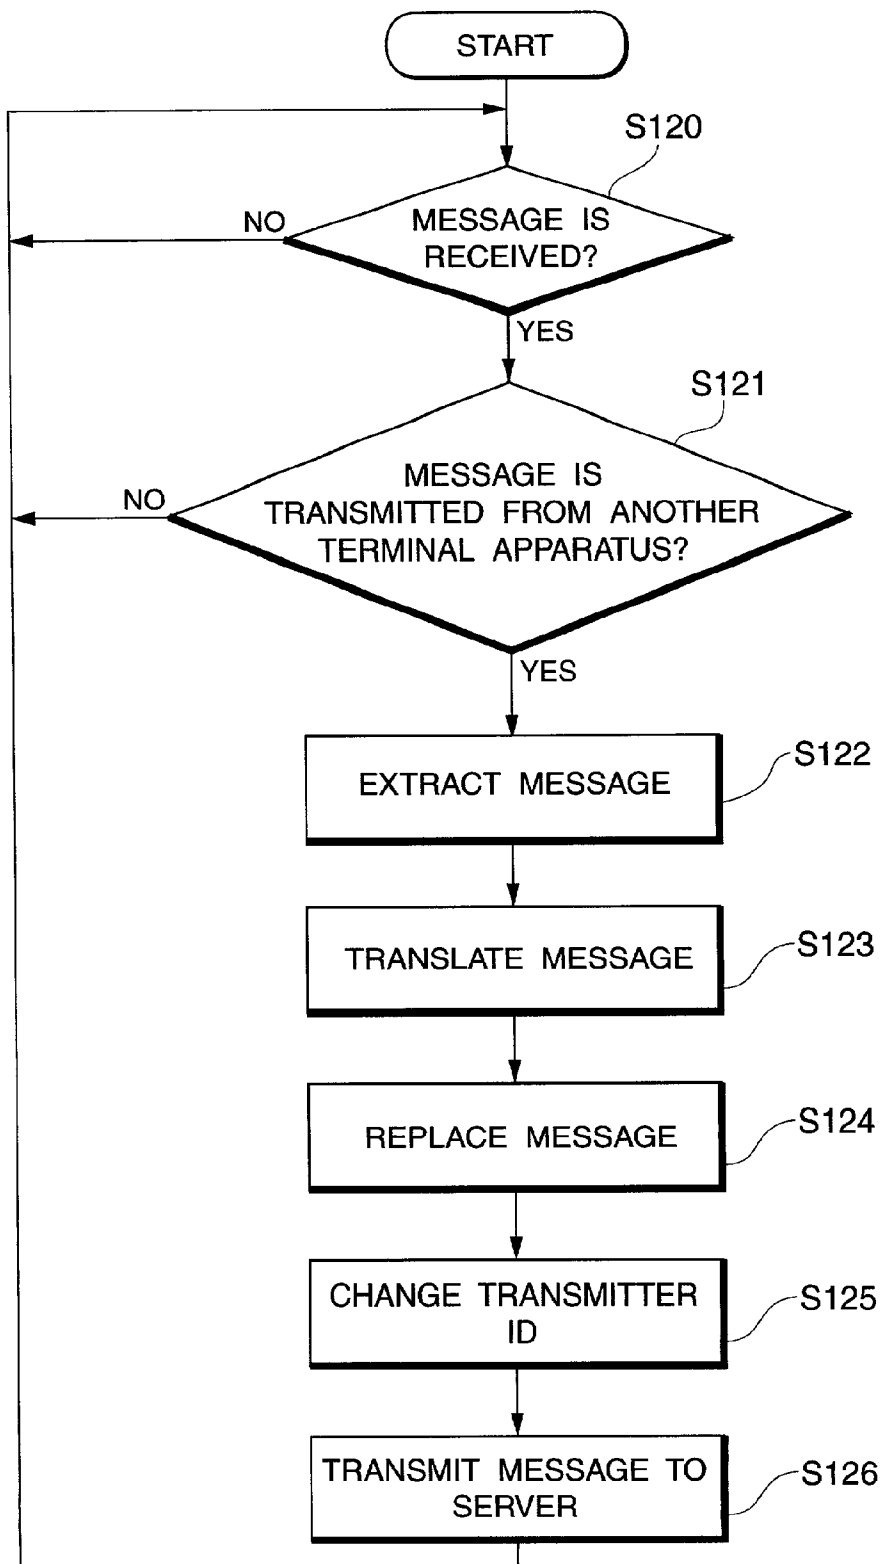 START
S120
MESSAGE IS
RECEIVED?
NO
YES
S121
MESSAGE IS
TRANSMITTED FROM ANOTHER
TERMINAL APPARATUS?
NO
YES
EXTRACT MESSAGE
S122
TRANSLATE MESSAGE
S123
REPLACE MESSAGE
S124
CHANGE TRANSMITTER
ID
S125
TRANSMIT MESSAGE TO
SERVER
S126